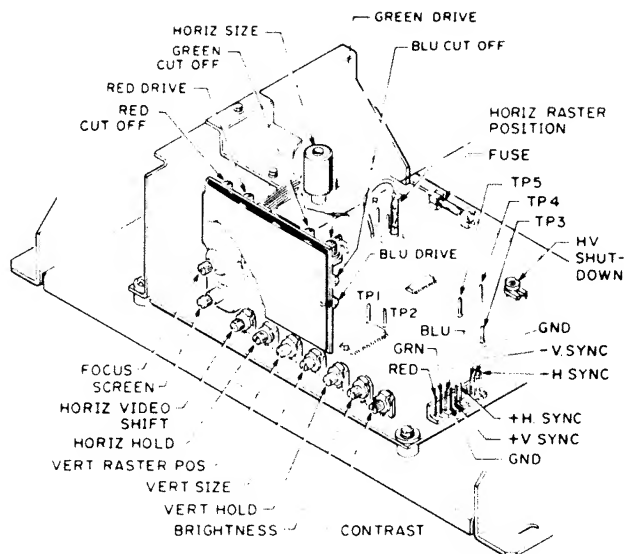 GREEN DRIVE
HORIZ SIZE
GREEN
CUT OFF
BLU CUT OFF
RED DRIVE
RED
CUT OFF
HORIZ RASTER
POSITION
FUSE
TP5
TP4
TP3
HV
SHUT-
DOWN
BLU DRIVE
TP1
TP2
BLU
GND
-V.SYNC
-H SYNC
GRN
RED
+H. SYNC
+V SYNC
GND
FOCUS
SCREEN
HORIZ VIDEO
SHIFT
HORIZ HOLD
VERT RASTER POS
VERT SIZE
VERT HOLD
BRIGHTNESS
CONTRAST